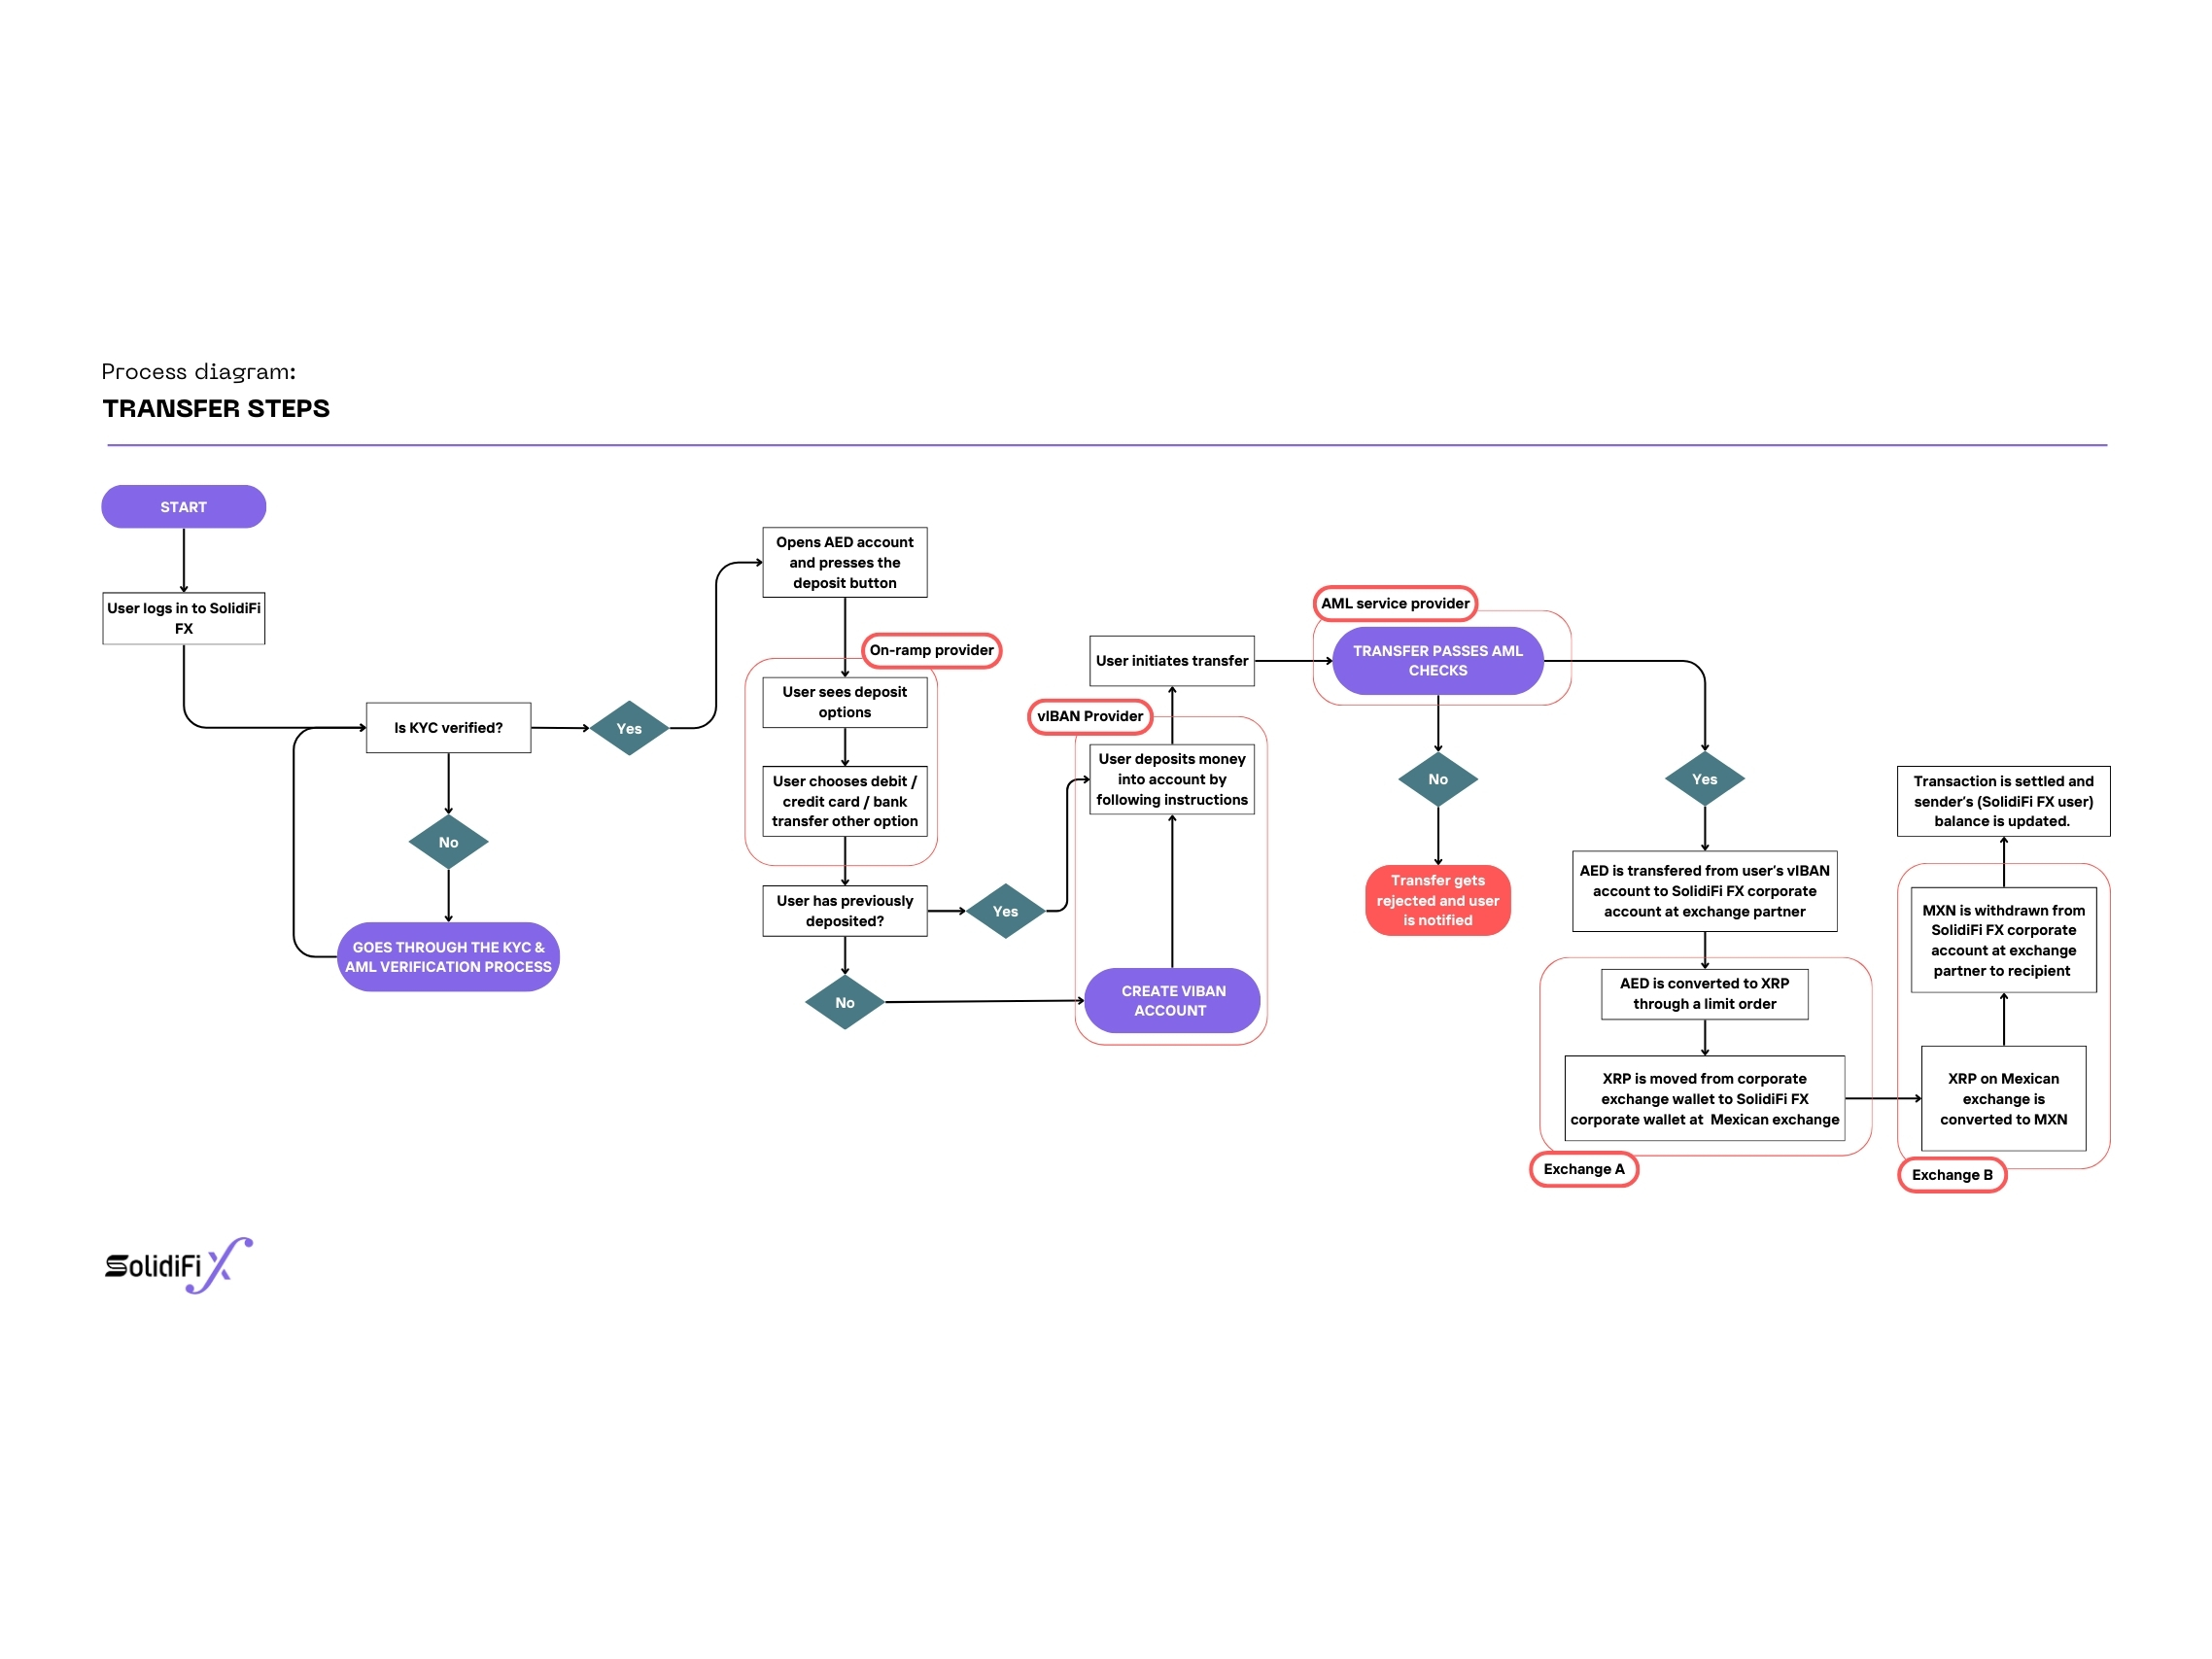 Process diagram:
TRANSFER STEPS
START
User logs in to SolidiFi
FX
Is KYC verified?
Yes
No
GOES THROUGH THE KYC &
AML VERIFICATION PROCESS
Opens AED account
and presses the
deposit button
On-ramp provider
User sees deposit
options
User chooses debit /
credit card / bank
transfer other option
User has previously
deposited?
Yes
No
CREATE VIBAN
ACCOUNT
vIBAN Provider
User deposits money
into account by
following instructions
User initiates transfer
AML service provider
TRANSFER PASSES AML
CHECKS
No
Transfer gets
rejected and user
is notified
Yes
AED is transfered from user's vIBAN
account to SolidiFi FX corporate
account at exchange partner
AED is converted to XRP
through a limit order
XRP is moved from corporate
exchange wallet to SolidiFi FX
corporate wallet at Mexican exchange
Exchange A
XRP on Mexican
exchange is
converted to MXN
Exchange B
MXN is withdrawn from
SolidiFi FX corporate
account at exchange
partner to recipient
Transaction is settled and
sender's (SolidiFi FX user)
balance is updated.
SolidiFi X